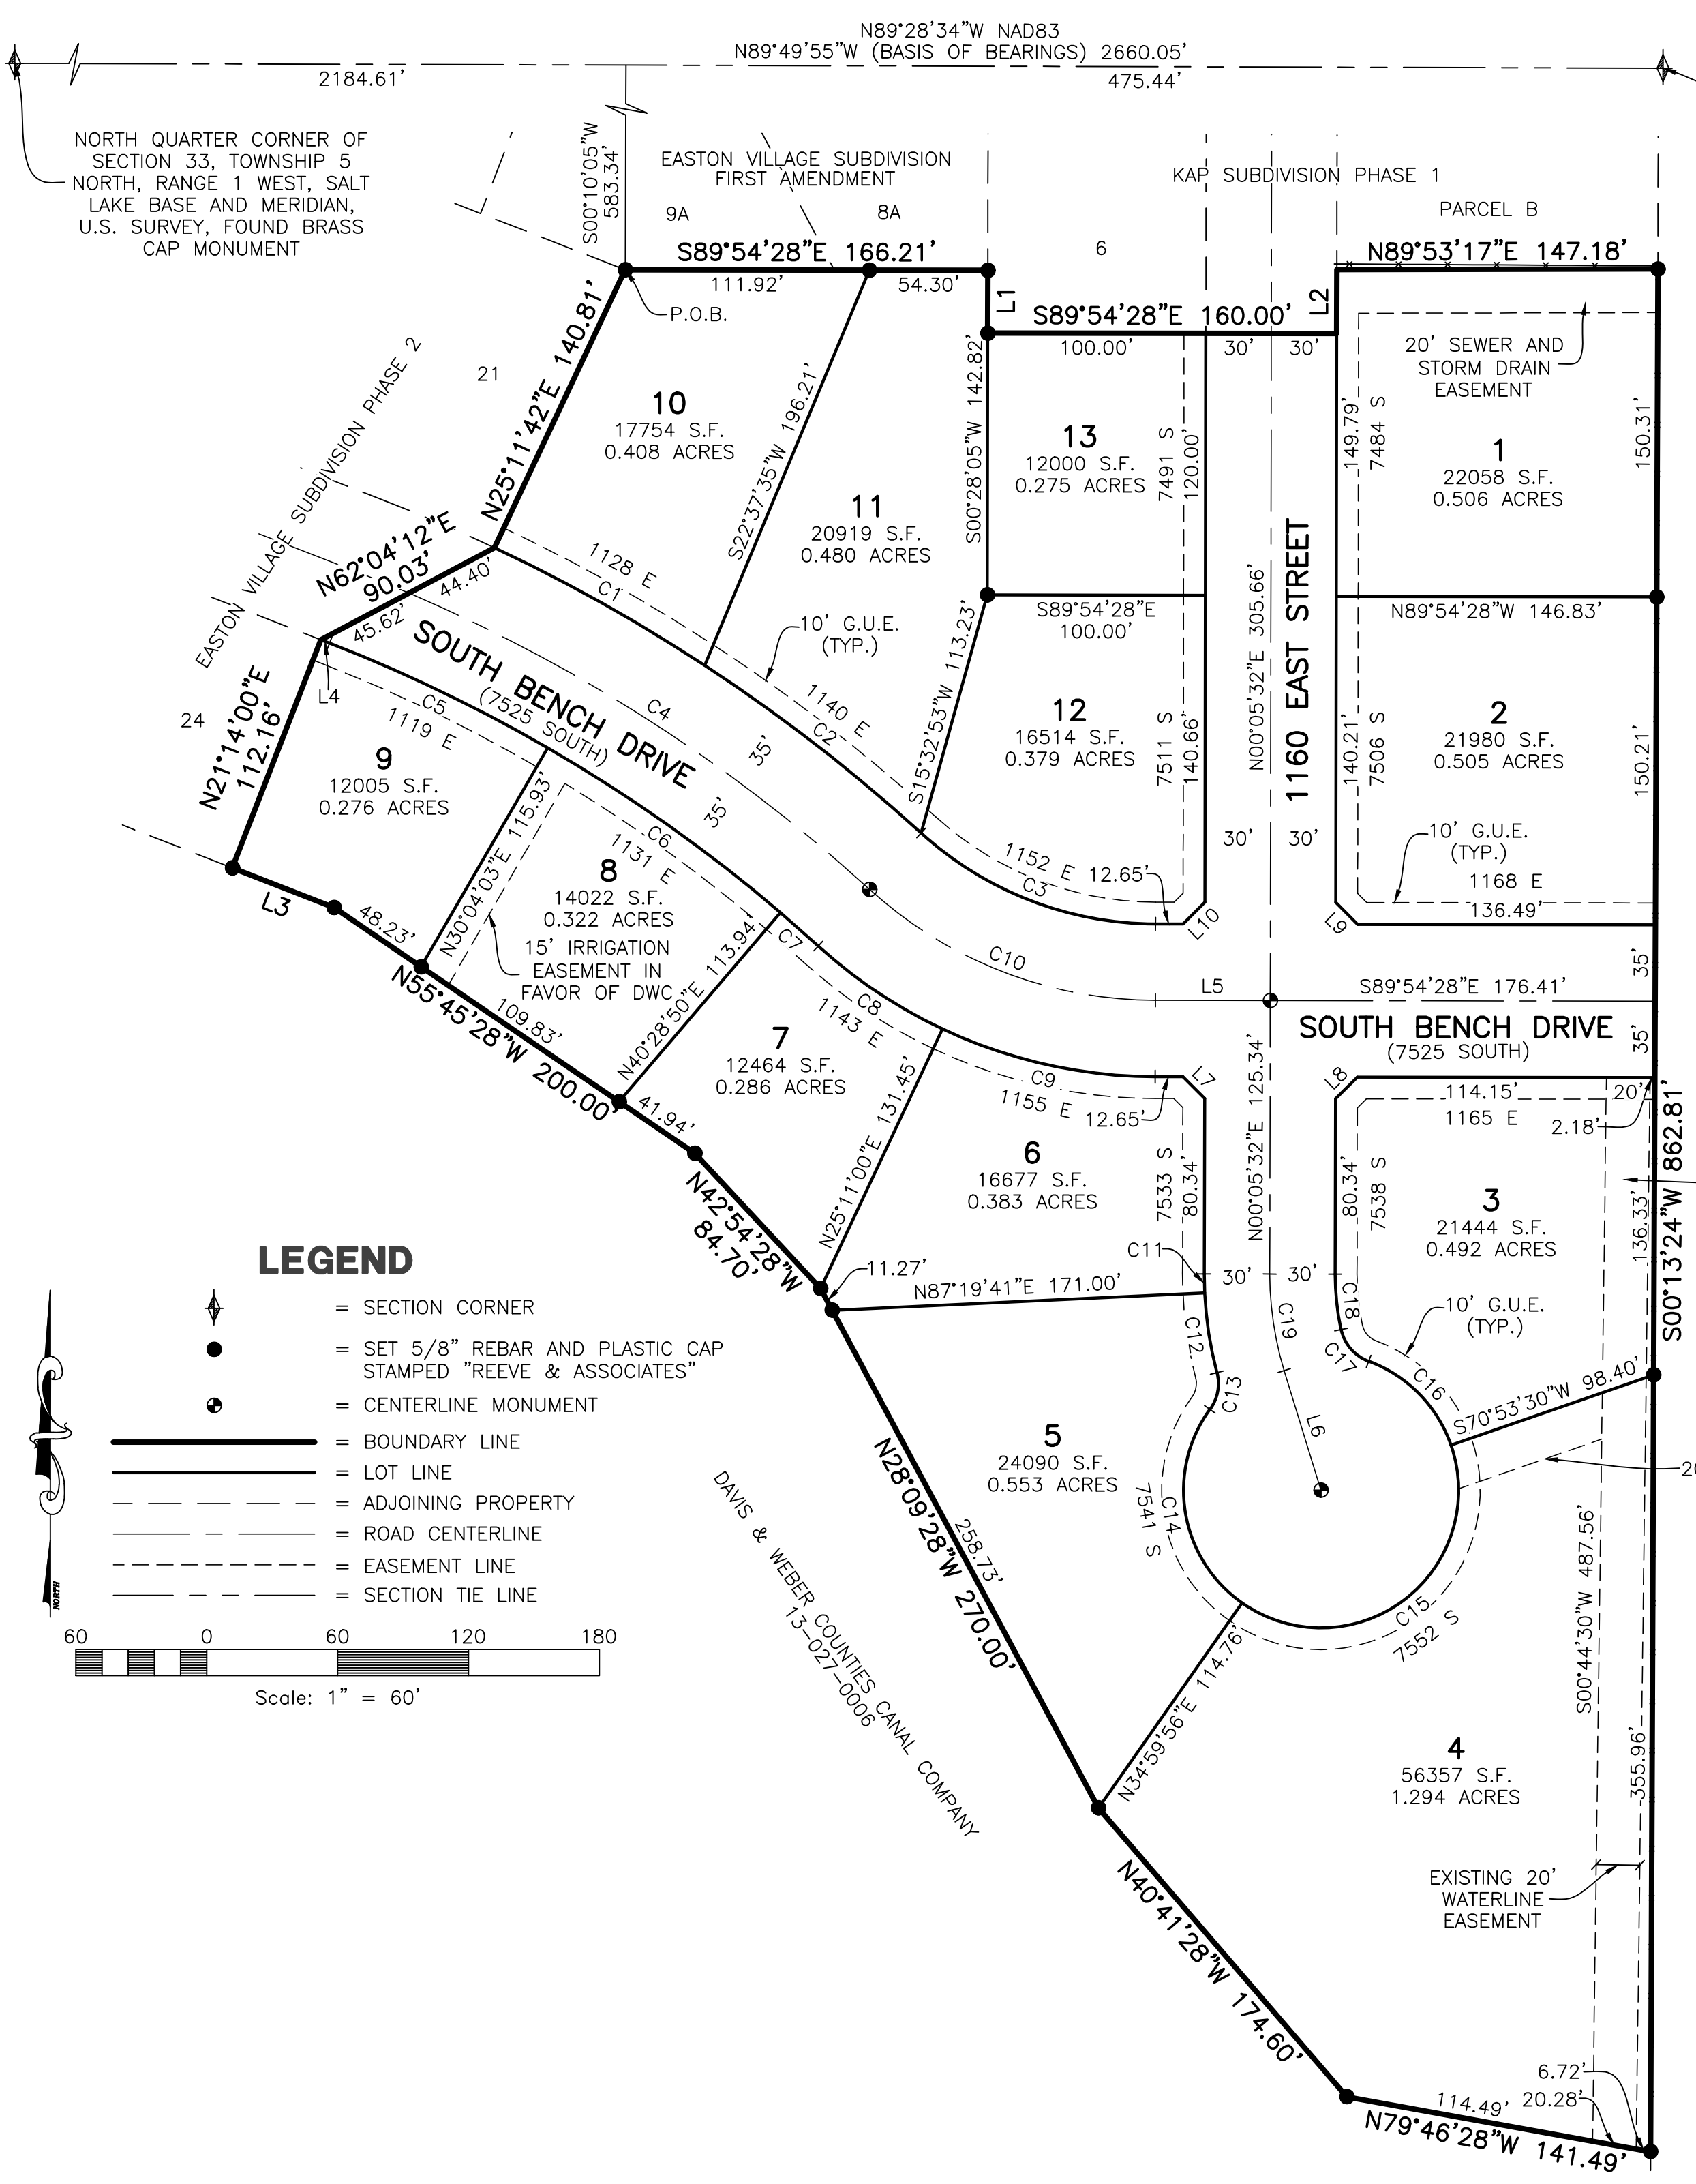 N89°28'34"W NAD83
N89°49'55"W (BASIS OF BEARINGS) 2660.05'
2184.61'
475.44'
NORTH QUARTER CORNER OF
SECTION 33, TOWNSHIP 5
NORTH, RANGE 1 WEST, SALT
LAKE BASE AND MERIDIAN,
U.S. SURVEY, FOUND BRASS
CAP MONUMENT
S00°10'05"W
583.34'
EASTON VILLAGE SUBDIVISION
FIRST AMENDMENT
9A
8A
KAP SUBDIVISION PHASE 1
PARCEL B
6
S89°54'28"E 166.21'
111.92'
54.30'
P.O.B.
L1
S89°54'28"E 160.00'
100.00'
30'
30'
L2
N89°53'17"E 147.18'
20' SEWER AND
STORM DRAIN
EASEMENT
EASTON VILLAGE SUBDIVISION PHASE 2
21
24
N25°11'42"E 140.81'
N62°04'12"E
90.03'
44.40'
45.62'
L4
N21°14'00"E
112.16'
10
17754 S.F.
0.408 ACRES
1128 E
C1
S22°37'35"W 196.21'
11
20919 S.F.
0.480 ACRES
10' G.U.E.
(TYP.)
1140 E
C2
S00°28'05"W 142.82'
13
12000 S.F.
0.275 ACRES
7491 S
120.00'
S89°54'28"E
100.00'
S15°32'53"W 113.23'
12
16514 S.F.
0.379 ACRES
7511 S
140.66'
1152 E
12.65'
C3
L10
N00°05'32"E 305.66'
1160 EAST STREET
30'
30'
149.79'
7484 S
1
22058 S.F.
0.506 ACRES
150.31'
N89°54'28"W 146.83'
140.21'
7506 S
2
21980 S.F.
0.505 ACRES
150.21'
10' G.U.E.
(TYP.)
1168 E
136.49'
L9
SOUTH BENCH DRIVE
(7525 SOUTH)
C4
35'
35'
C5
1119 E
9
12005 S.F.
0.276 ACRES
L3
48.23'
N30°04'03"E 115.93'
C6
1131 E
8
14022 S.F.
0.322 ACRES
15' IRRIGATION
EASEMENT IN
FAVOR OF DWC
109.83'
N55°45'28"W 200.00'
N40°28'50"E 113.94'
C7
C8
1143 E
7
12464 S.F.
0.286 ACRES
41.94'
C10
L5
S89°54'28"E 176.41'
SOUTH BENCH DRIVE
(7525 SOUTH)
35'
35'
N42°54'28"W
84.70'
N25°11'00"E 131.45'
C9
1155 E
12.65'
L7
6
16677 S.F.
0.383 ACRES
7533 S
80.34'
C11
11.27'
N87°19'41"E 171.00'
N00°05'32"E 125.34'
30'
30'
L8
114.15'
20'
1165 E
2.18'
80.34'
7538 S
3
21444 S.F.
0.492 ACRES
136.33'
S00°13'24"W 862.81'
10' G.U.E.
(TYP.)
C18
C17
C16
C19
L6
C12
C13
S70°53'30"W 98.40'
20
5
24090 S.F.
0.553 ACRES
C14
7541 S
N28°09'28"W 270.00'
258.73'
C15
7552 S
N34°59'56"E 114.76'
DAVIS & WEBER COUNTIES CANAL COMPANY
13-027-0006
S00°44'30"W 487.56'
4
56357 S.F.
1.294 ACRES
355.96'
EXISTING 20'
WATERLINE
EASEMENT
N40°41'28"W 174.60'
6.72'
114.49'
20.28'
N79°46'28"W 141.49'
LEGEND
= SECTION CORNER
= SET 5/8" REBAR AND PLASTIC CAP
STAMPED "REEVE & ASSOCIATES"
= CENTERLINE MONUMENT
= BOUNDARY LINE
= LOT LINE
= ADJOINING PROPERTY
= ROAD CENTERLINE
= EASEMENT LINE
= SECTION TIE LINE
NORTH
60 0 60 120 180
Scale: 1" = 60'